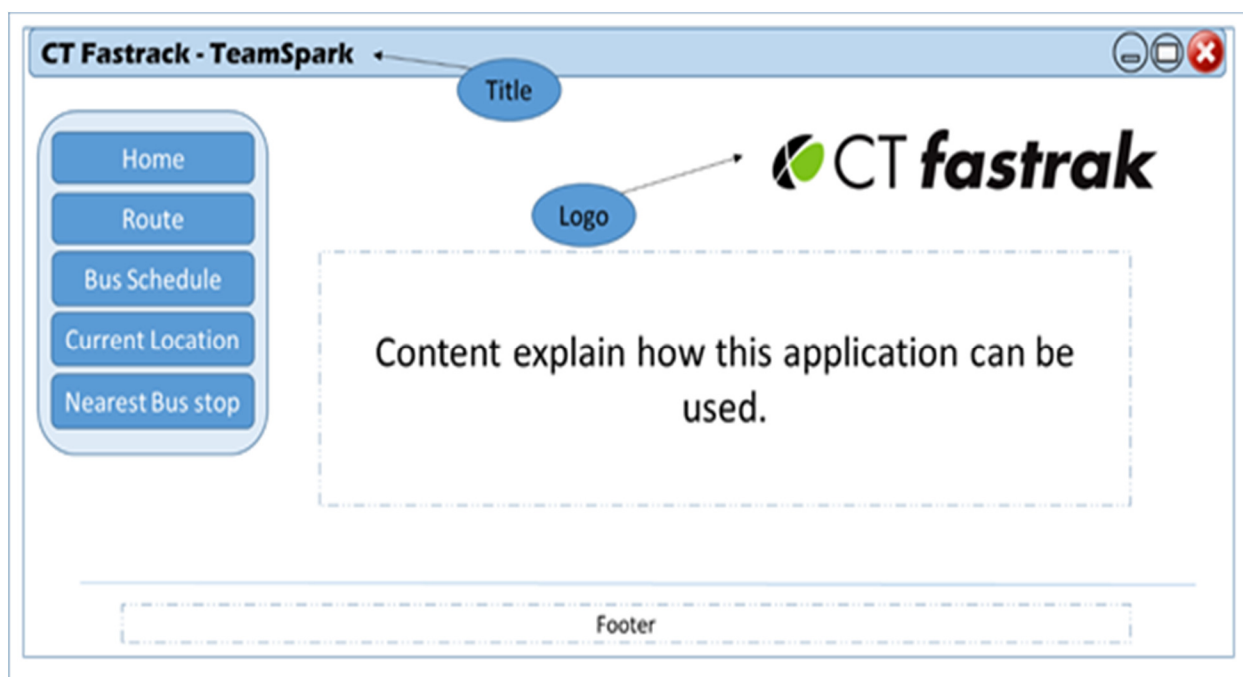 CT Fastrack - TeamSpark
Title
CT fastrak
Logo
Home
Route
Bus Schedule
Current Location
Nearest Bus stop
Content explain how this application can be
used.
Footer